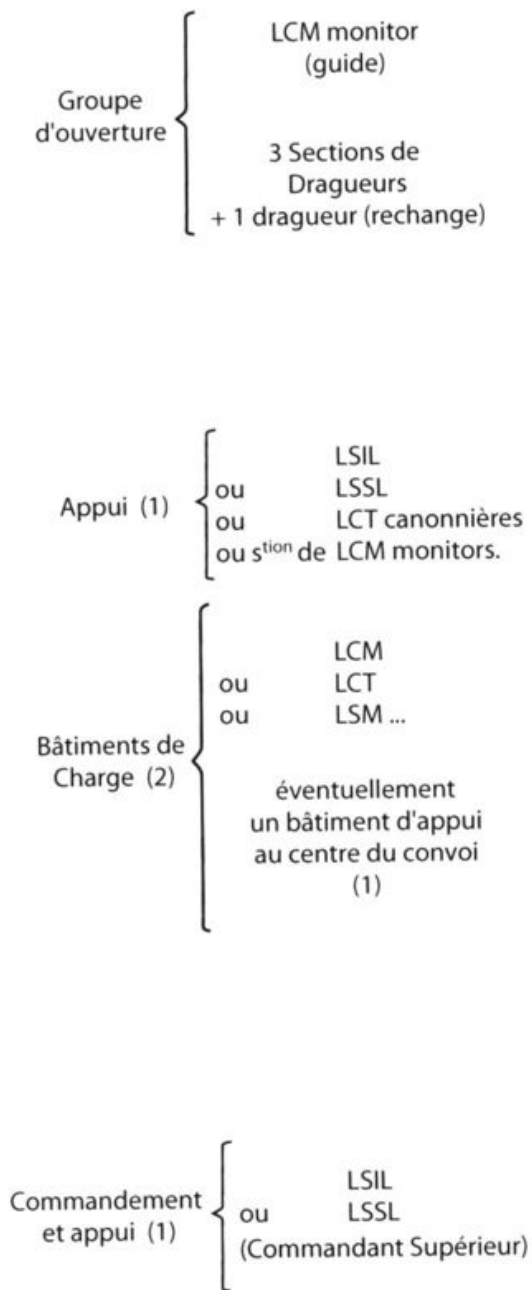 Groupe
d'ouverture
LCM monitor
(guide)
3 Sections de
Dragueurs
+ 1 dragueur (rechange)
Appui (1)
LSIL
ou LSSL
ou LCT canonnières
ou stion de LCM monitors.
Bâtiments de
Charge (2)
LCM
ou LCT
ou LSM ...
éventuellement
un bâtiment d'appui
au centre du convoi
(1)
Commandement
et appui (1)
LSIL
ou LSSL
(Commandant Supérieur)